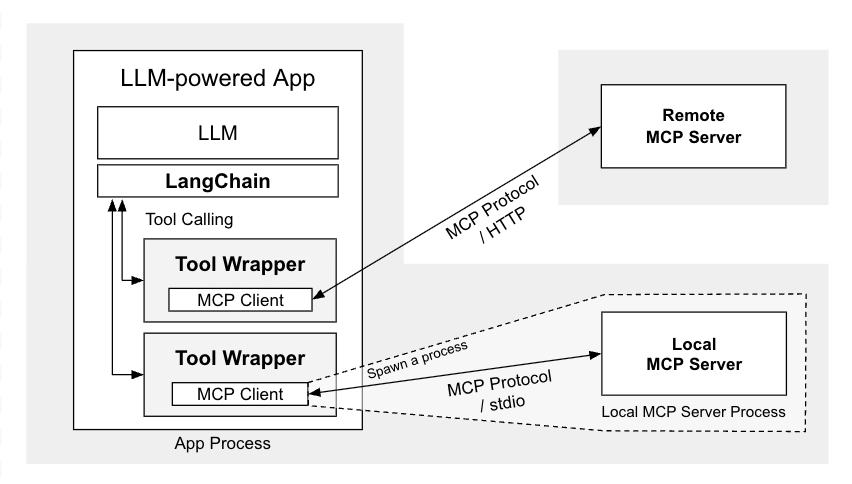 LLM-powered App
LLM
LangChain
Tool Calling
Tool Wrapper
MCP Client
Tool Wrapper
MCP Client
App Process
MCP Protocol
/ HTTP
Remote
MCP Server
Spawn a process
MCP Protocol
/ stdio
Local
MCP Server
Local MCP Server Process